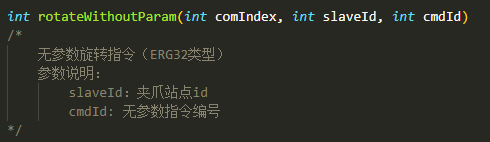 int rotateWithoutParam(int comIndex, int slaveId, int cmdId)
/*
无参数旋转指令（ERG32类型）
参数说明：
slaveId：夹爪站点id
cmdId: 无参数指令编号
*/